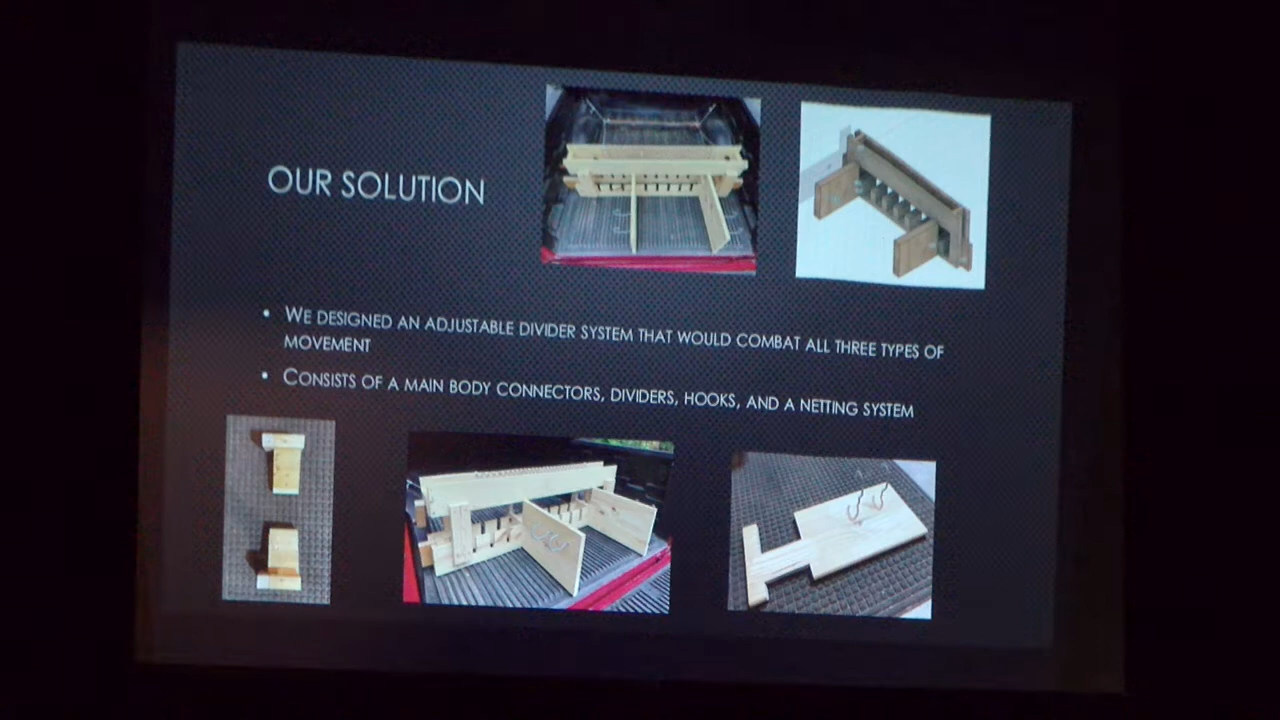 OUR SOLUTION
• WE DESIGNED AN ADJUSTABLE DIVIDER SYSTEM THAT WOULD COMBAT ALL THREE TYPES OF
MOVEMENT
• CONSISTS OF A MAIN BODY CONNECTORS, DIVIDERS, HOOKS, AND A NETTING SYSTEM